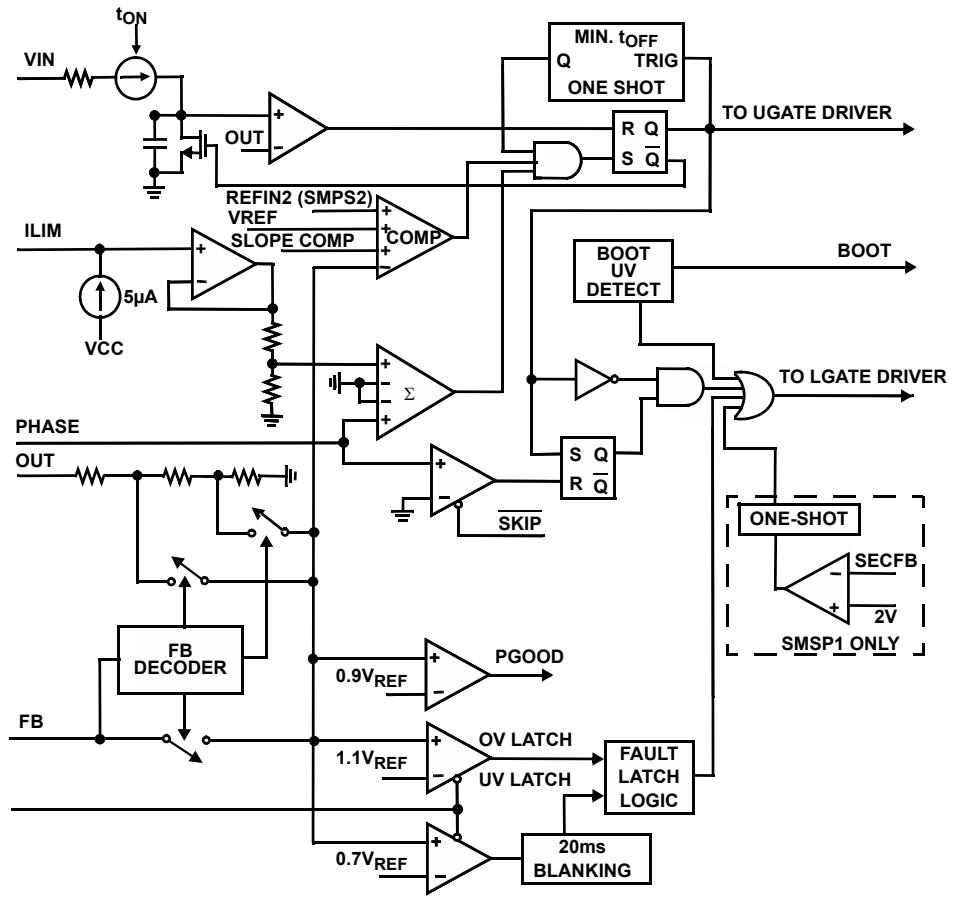 tON
VIN
MIN. tOFF
Q TRIG
ONE SHOT
+
−
OUT
R Q
S Q̅
TO UGATE DRIVER
REFIN2 (SMPS2)
VREF
SLOPE COMP
+
+
+
−
COMP
ILIM
+
−
5µA
VCC
BOOT
UV
DETECT
BOOT
+
−
−
+
Σ
TO LGATE DRIVER
PHASE
OUT
+
−
S̅K̅I̅P̅
S Q
R Q̅
ONE-SHOT
−
+
SECFB
2V
SMSP1 ONLY
FB
DECODER
+
−
0.9VREF
PGOOD
FB
+
−
1.1VREF
OV LATCH
UV LATCH
FAULT
LATCH
LOGIC
+
−
0.7VREF
20ms
BLANKING